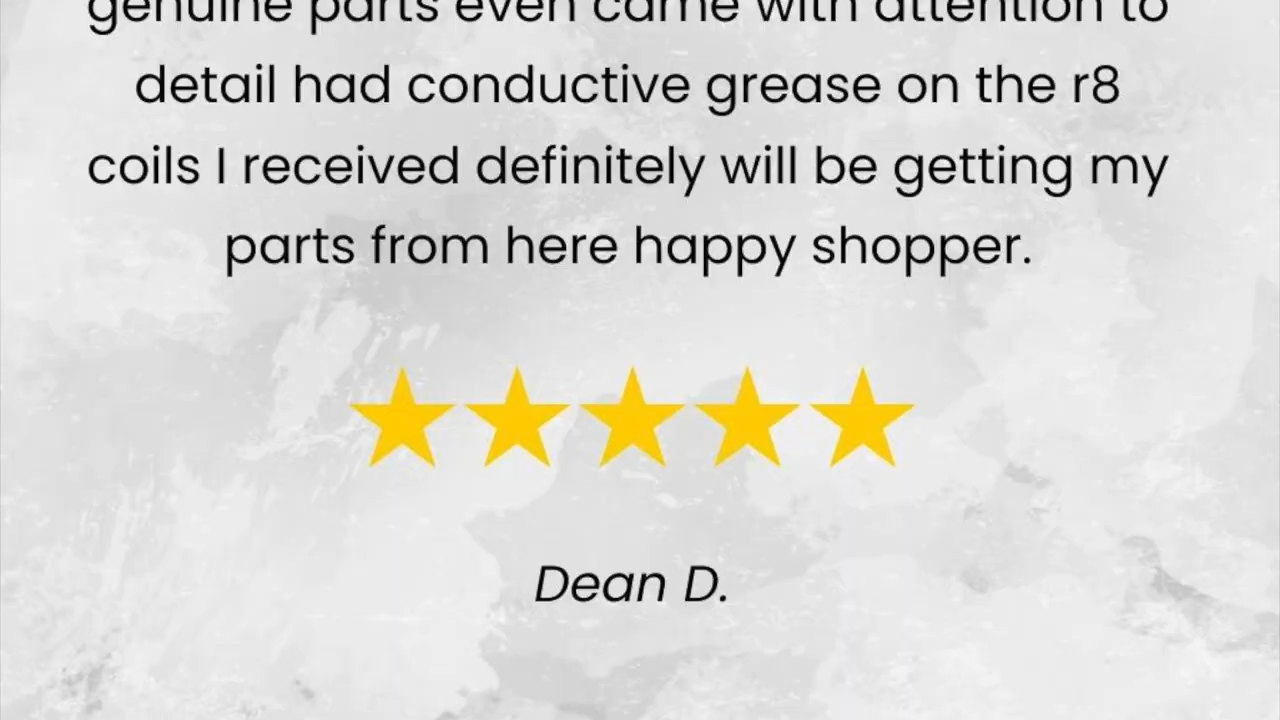 genuine parts even came with attention to
detail had conductive grease on the r8
coils I received definitely will be getting my
parts from here happy shopper.
Dean D.